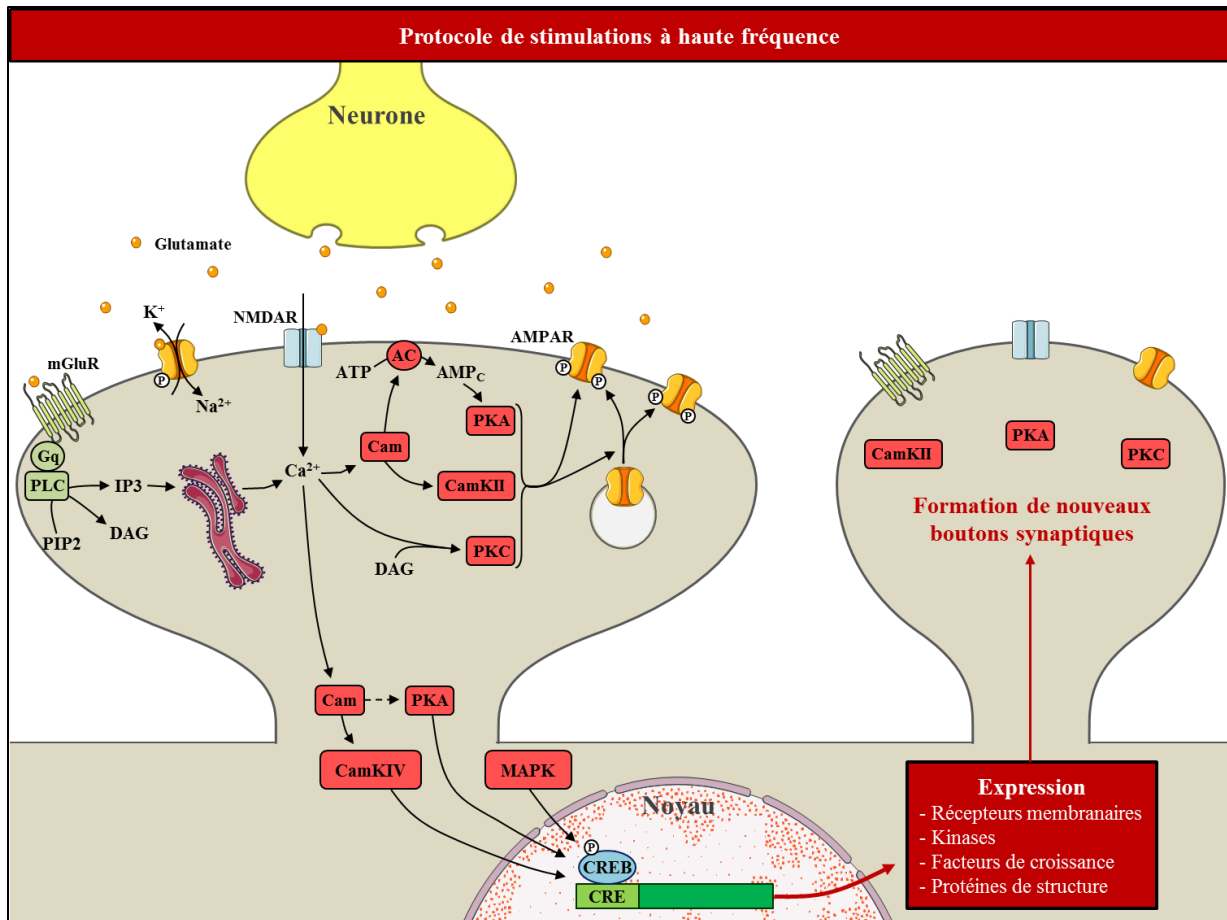 Protocole de stimulations à haute fréquence
Neurone
Glutamate
K⁺
NMDAR
AMPAR
mGluR
P
Na²⁺
AC
ATP
AMP_C
P
P
P
P
PKA
Gq
PLC
IP3
Ca²⁺
Cam
CamKII
PIP2
DAG
DAG
PKC
CamKII
PKA
PKC
Formation de nouveaux
boutons synaptiques
Cam
PKA
CamKIV
MAPK
Noyau
P
CREB
CRE
Expression
- Récepteurs membranaires
- Kinases
- Facteurs de croissance
- Protéines de structure